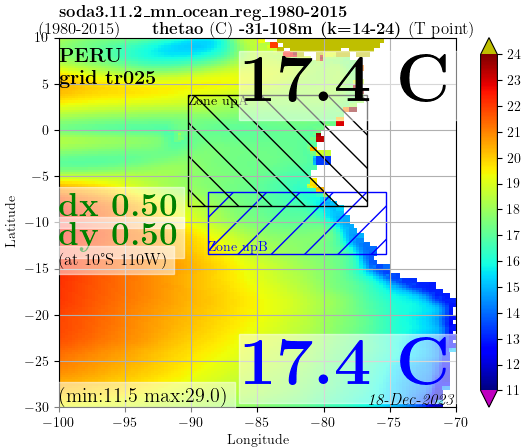 soda3.11.2_mn_ocean_reg_1980-2015
(1980-2015) thetao (C) -31-108m (k=14-24) (T point)
PERU
grid tr025
17.4 C
Zone upA
dx 0.50
dy 0.50
(at 10°S 110W)
Zone upB
17.4 C
(min:11.5 max:29.0)
18-Dec-2023
10
5
0
−5
−10
−15
−20
−25
−30
Latitude
−100 −95 −90 −85 −80 −75 −70
Longitude
24
23
22
21
20
19
18
17
16
15
14
13
12
11